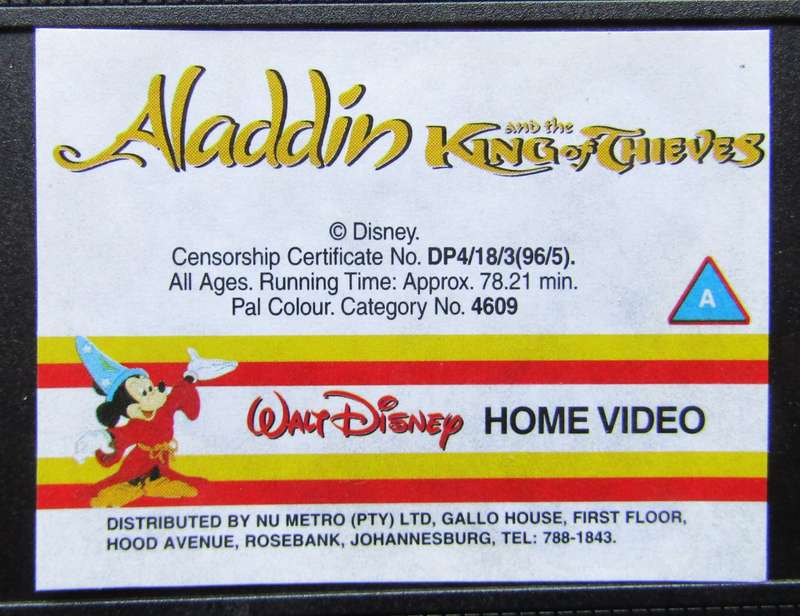 Aladdin and the King of Thieves
© Disney.
Censorship Certificate No. DP4/18/3(96/5).
All Ages. Running Time: Approx. 78.21 min.
Pal Colour. Category No. 4609
A
Walt Disney HOME VIDEO
DISTRIBUTED BY NU METRO (PTY) LTD, GALLO HOUSE, FIRST FLOOR,
HOOD AVENUE, ROSEBANK, JOHANNESBURG, TEL: 788-1843.